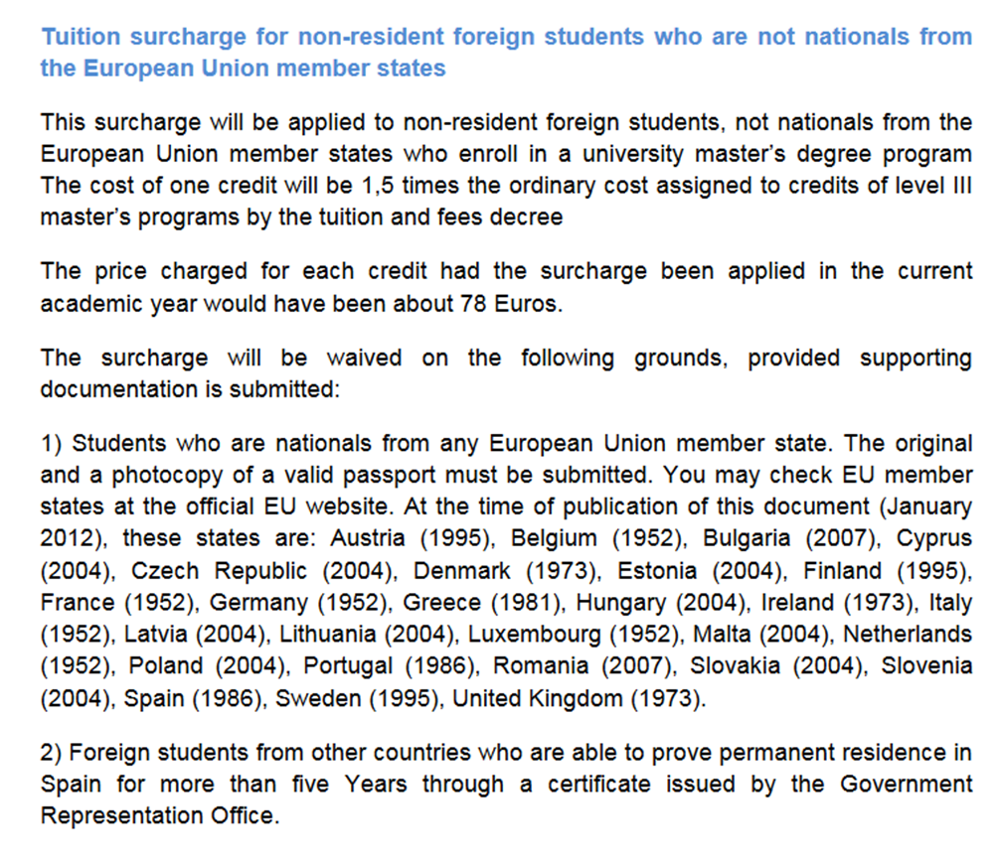 Tuition surcharge for non-resident foreign students who are not nationals from
the European Union member states
This surcharge will be applied to non-resident foreign students, not nationals from the
European Union member states who enroll in a university master's degree program
The cost of one credit will be 1,5 times the ordinary cost assigned to credits of level III
master's programs by the tuition and fees decree
The price charged for each credit had the surcharge been applied in the current
academic year would have been about 78 Euros.
The surcharge will be waived on the following grounds, provided supporting
documentation is submitted:
1) Students who are nationals from any European Union member state. The original
and a photocopy of a valid passport must be submitted. You may check EU member
states at the official EU website. At the time of publication of this document (January
2012), these states are: Austria (1995), Belgium (1952), Bulgaria (2007), Cyprus
(2004), Czech Republic (2004), Denmark (1973), Estonia (2004), Finland (1995),
France (1952), Germany (1952), Greece (1981), Hungary (2004), Ireland (1973), Italy
(1952), Latvia (2004), Lithuania (2004), Luxembourg (1952), Malta (2004), Netherlands
(1952), Poland (2004), Portugal (1986), Romania (2007), Slovakia (2004), Slovenia
(2004), Spain (1986), Sweden (1995), United Kingdom (1973).
2) Foreign students from other countries who are able to prove permanent residence in
Spain for more than five Years through a certificate issued by the Government
Representation Office.